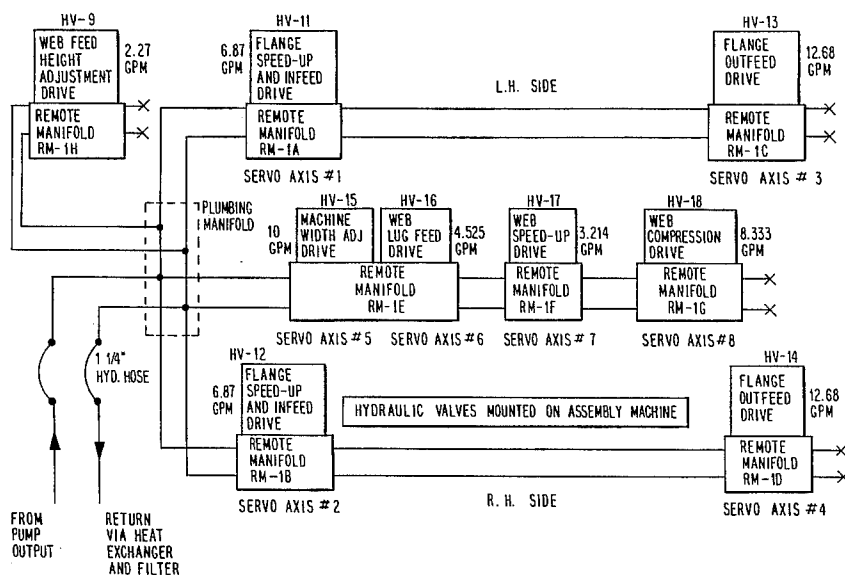 HV-9
WEB FEED
HEIGHT
ADJUSTMENT
DRIVE
2.27
GPM
REMOTE
MANIFOLD
RM-1H
HV-11
6.87
GPM
FLANGE
SPEED-UP
AND INFEED
DRIVE
REMOTE
MANIFOLD
RM-1A
SERVO AXIS #1
L.H. SIDE
HV-13
FLANGE
OUTFEED
DRIVE
12.68
GPM
REMOTE
MANIFOLD
RM-1C
SERVO AXIS # 3
PLUMBING
MANIFOLD
HV-15
10
GPM
MACHINE
WIDTH ADJ
DRIVE
HV-16
WEB
LUG FEED
DRIVE
4.525
GPM
REMOTE
MANIFOLD
RM-1E
SERVO AXIS #5
SERVO AXIS #6
HV-17
WEB
SPEED-UP
DRIVE
3.214
GPM
REMOTE
MANIFOLD
RM-1F
SERVO AXIS # 7
HV-18
WEB
COMPRESSION
DRIVE
8.333
GPM
REMOTE
MANIFOLD
RM-1G
SERVO AXIS #8
1 1/4"
HYD. HOSE
HV-12
6.87
GPM
FLANGE
SPEED-UP
AND INFEED
DRIVE
REMOTE
MANIFOLD
RM-1B
SERVO AXIS #2
HYDRAULIC VALVES MOUNTED ON ASSEMBLY MACHINE
R. H. SIDE
HV-14
FLANGE
OUTFEED
DRIVE
12.68
GPM
REMOTE
MANIFOLD
RM-1D
SERVO AXIS #4
FROM
PUMP
OUTPUT
RETURN
VIA HEAT
EXCHANGER
AND FILTER